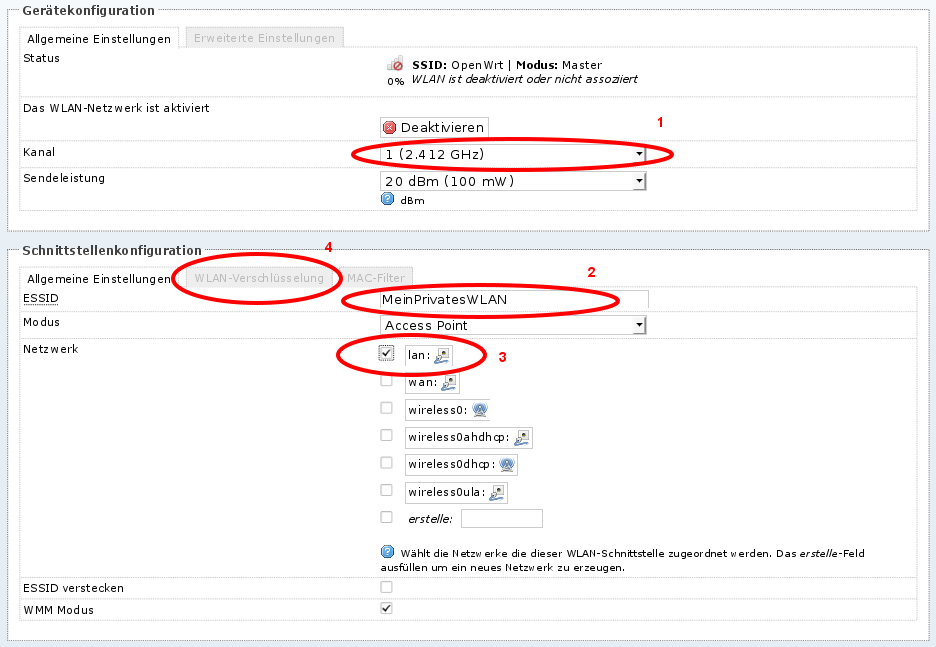 Gerätekonfiguration
Allgemeine Einstellungen Erweiterte Einstellungen
Status
SSID: OpenWrt | Modus: Master
0% WLAN ist deaktiviert oder nicht assoziiert
Das WLAN-Netzwerk ist aktiviert
Deaktivieren
1
Kanal 1 (2.412 GHz)
Sendeleistung 20 dBm (100 mW)
dBm
Schnittstellenkonfiguration
4
Allgemeine Einstellungen WLAN-Verschlüsselung MAC-Filter
2
ESSID MeinPrivatesWLAN
Modus Access Point
Netzwerk lan:
3
wan:
wireless0:
wireless0ahdhcp:
wireless0dhcp:
wireless0ula:
erstelle:
Wählt die Netzwerke die dieser WLAN-Schnittstelle zugeordnet werden. Das erstelle-Feld
ausfüllen um ein neues Netzwerk zu erzeugen.
ESSID verstecken
WMM Modus